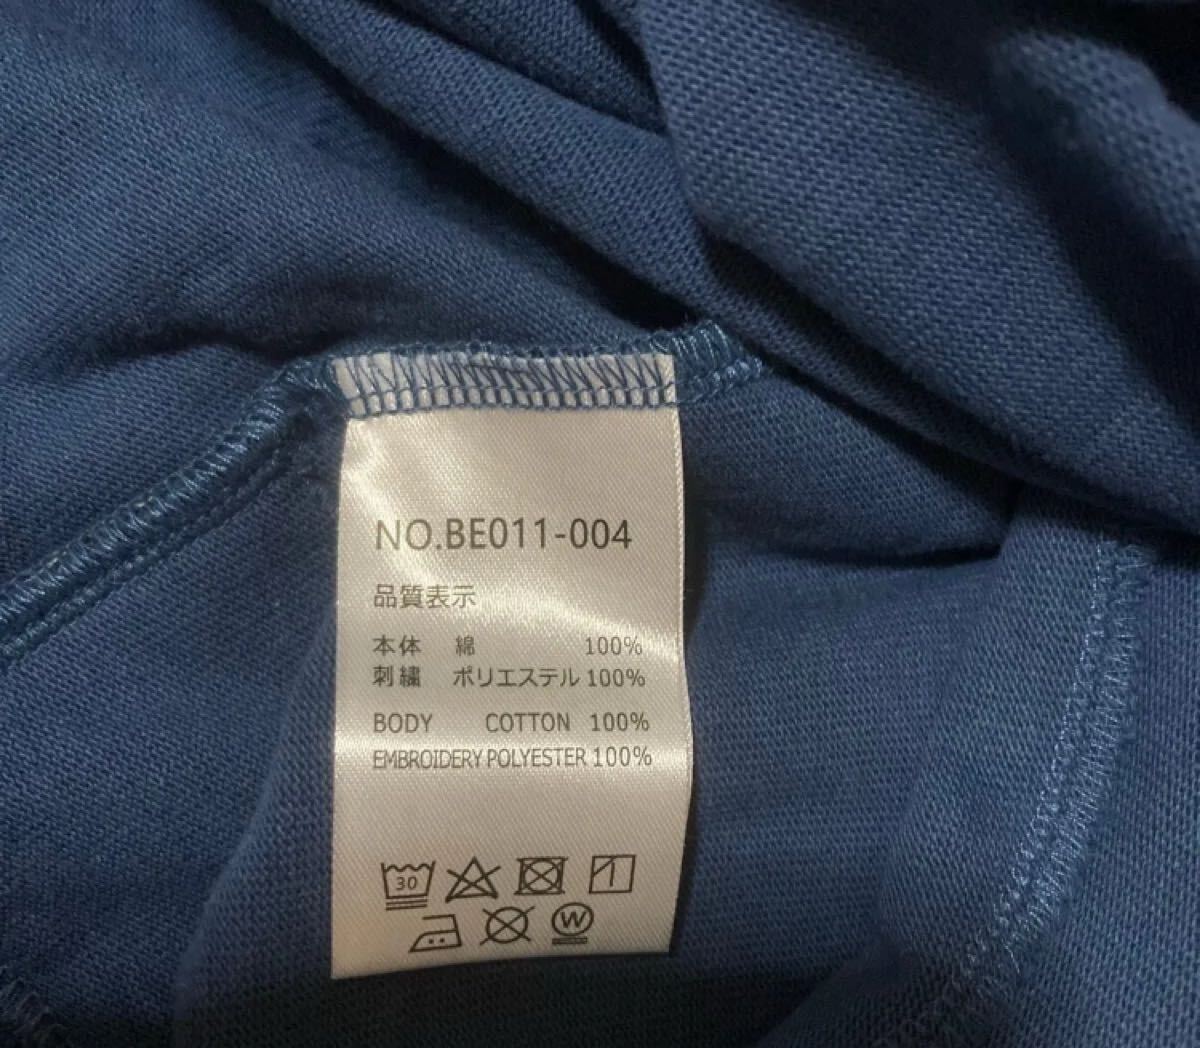 NO.BE011-004
品質表示
本体 綿 100%
刺繍 ポリエステル 100%
BODY COTTON 100%
EMBROIDERY POLYESTER 100%
30
W